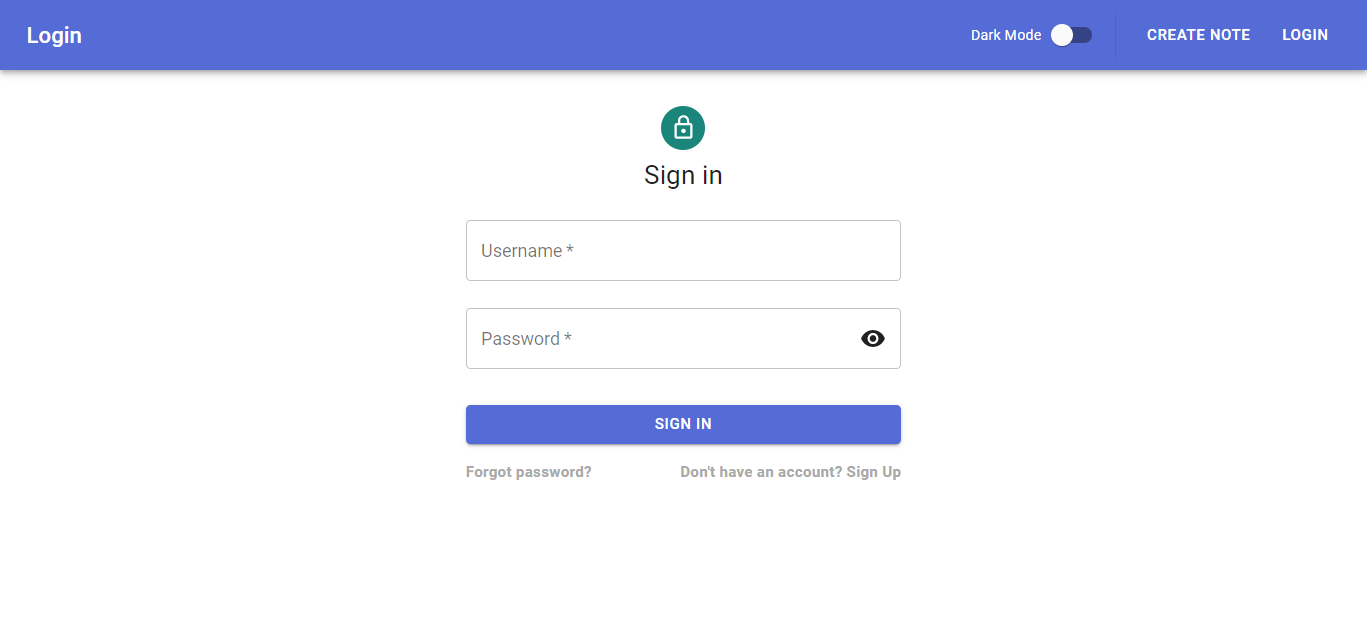 Login
Dark Mode
CREATE NOTE
LOGIN
Sign in
Username *
Password *
SIGN IN
Forgot password?
Don't have an account? Sign Up